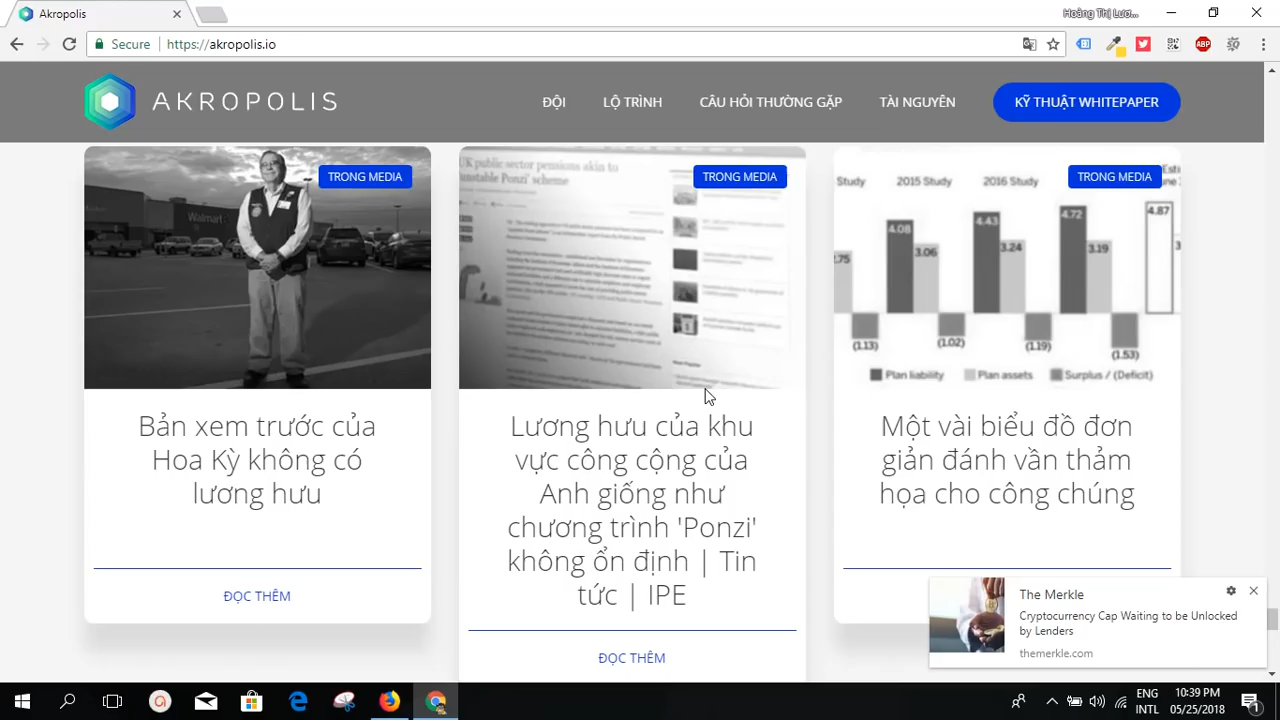 Akropolis
Hoàng Thị Lươ...
Secure
https://akropolis.io
ABP
AKROPOLIS
ĐỘI
LỘ TRÌNH
CÂU HỎI THƯỜNG GẶP
TÀI NGUYÊN
KỸ THUẬT WHITEPAPER
TRONG MEDIA
Walmart
Bản xem trước của
Hoa Kỳ không có
lương hưu
ĐỌC THÊM
UK public sector pensions akin to
unstable Ponzi' scheme
TRONG MEDIA
Lương hưu của khu
vực công cộng của
Anh giống như
chương trình 'Ponzi'
không ổn định | Tin
tức | IPE
ĐỌC THÊM
TRONG MEDIA
Study
2015 Study
2016 Study
Esti
4.08
3.06
4.43
3.24
4.72
3.19
4.87
(1.13)
(1.02)
(1.19)
(1.53)
Plan liability
Plan assets
Surplus / (Deficit)
Một vài biểu đồ đơn
giản đánh vần thảm
họa cho công chúng
The Merkle
Cryptocurrency Cap Waiting to be Unlocked
by Lenders
themerkle.com
ENG
INTL
10:39 PM
05/25/2018
1